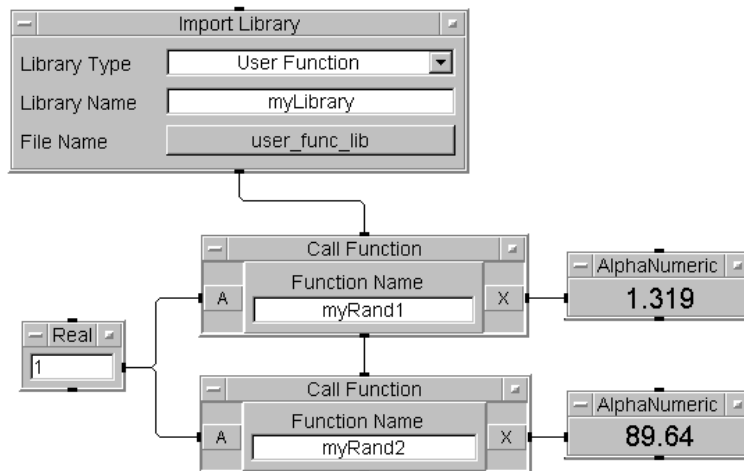 Import Library
Library Type User Function
Library Name myLibrary
File Name user_func_lib
Call Function
Function Name
A myRand1 X
AlphaNumeric
1.319
Real
1
Call Function
Function Name
A myRand2 X
AlphaNumeric
89.64